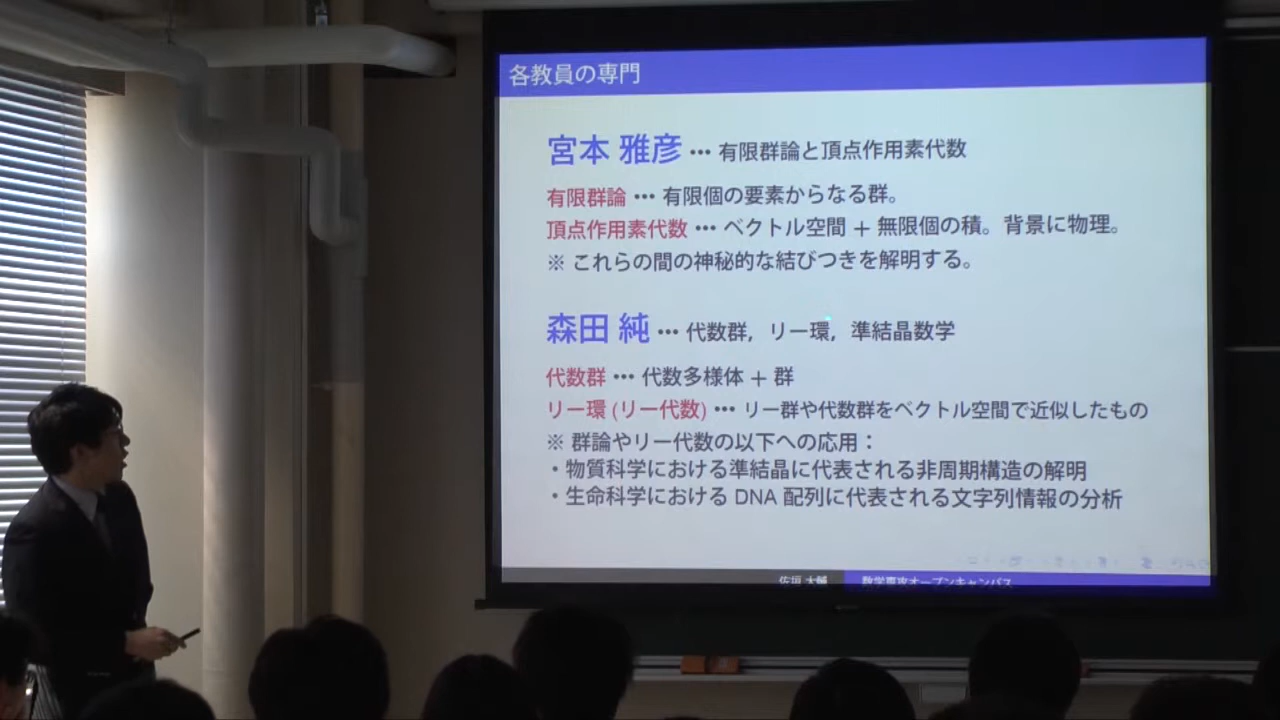 各教員の専門
宮本 雅彦 ··· 有限群論と頂点作用素代数
有限群論 ··· 有限個の要素からなる群。
頂点作用素代数 ··· ベクトル空間 + 無限個の積。背景に物理。
※ これらの間の神秘的な結びつきを解明する。
森田 純 ··· 代数群, リー環, 準結晶数学
代数群 ··· 代数多様体 + 群
リー環 (リー代数) ··· リー群や代数群をベクトル空間で近似したもの
※ 群論やリー代数の以下への応用：
・物質科学における準結晶に代表される非周期構造の解明
・生命科学における DNA 配列に代表される文字列情報の分析
佐垣 大輔 数学専攻オープンキャンパス